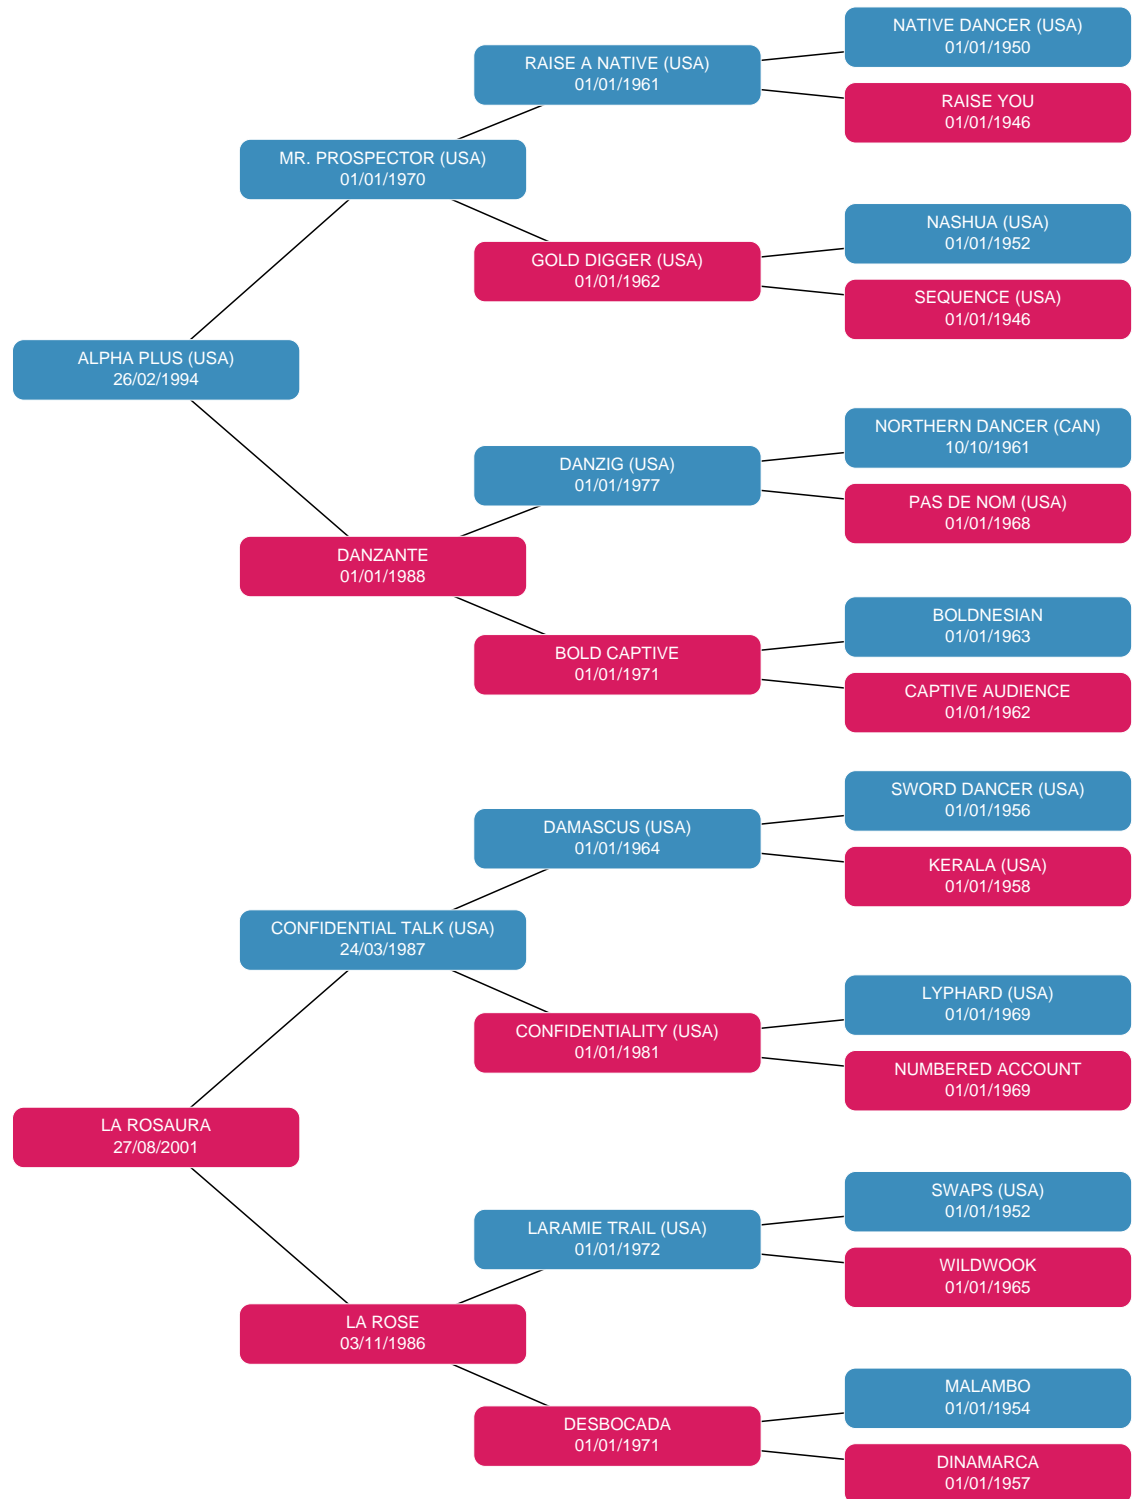 NATIVE DANCER (USA)
01/01/1950
RAISE A NATIVE (USA)
01/01/1961
RAISE YOU
01/01/1946
MR. PROSPECTOR (USA)
01/01/1970
NASHUA (USA)
01/01/1952
GOLD DIGGER (USA)
01/01/1962
SEQUENCE (USA)
01/01/1946
ALPHA PLUS (USA)
26/02/1994
NORTHERN DANCER (CAN)
10/10/1961
DANZIG (USA)
01/01/1977
PAS DE NOM (USA)
01/01/1968
DANZANTE
01/01/1988
BOLDNESIAN
01/01/1963
BOLD CAPTIVE
01/01/1971
CAPTIVE AUDIENCE
01/01/1962
SWORD DANCER (USA)
01/01/1956
DAMASCUS (USA)
01/01/1964
KERALA (USA)
01/01/1958
CONFIDENTIAL TALK (USA)
24/03/1987
LYPHARD (USA)
01/01/1969
CONFIDENTIALITY (USA)
01/01/1981
NUMBERED ACCOUNT
01/01/1969
LA ROSAURA
27/08/2001
SWAPS (USA)
01/01/1952
LARAMIE TRAIL (USA)
01/01/1972
WILDWOOK
01/01/1965
LA ROSE
03/11/1986
MALAMBO
01/01/1954
DESBOCADA
01/01/1971
DINAMARCA
01/01/1957